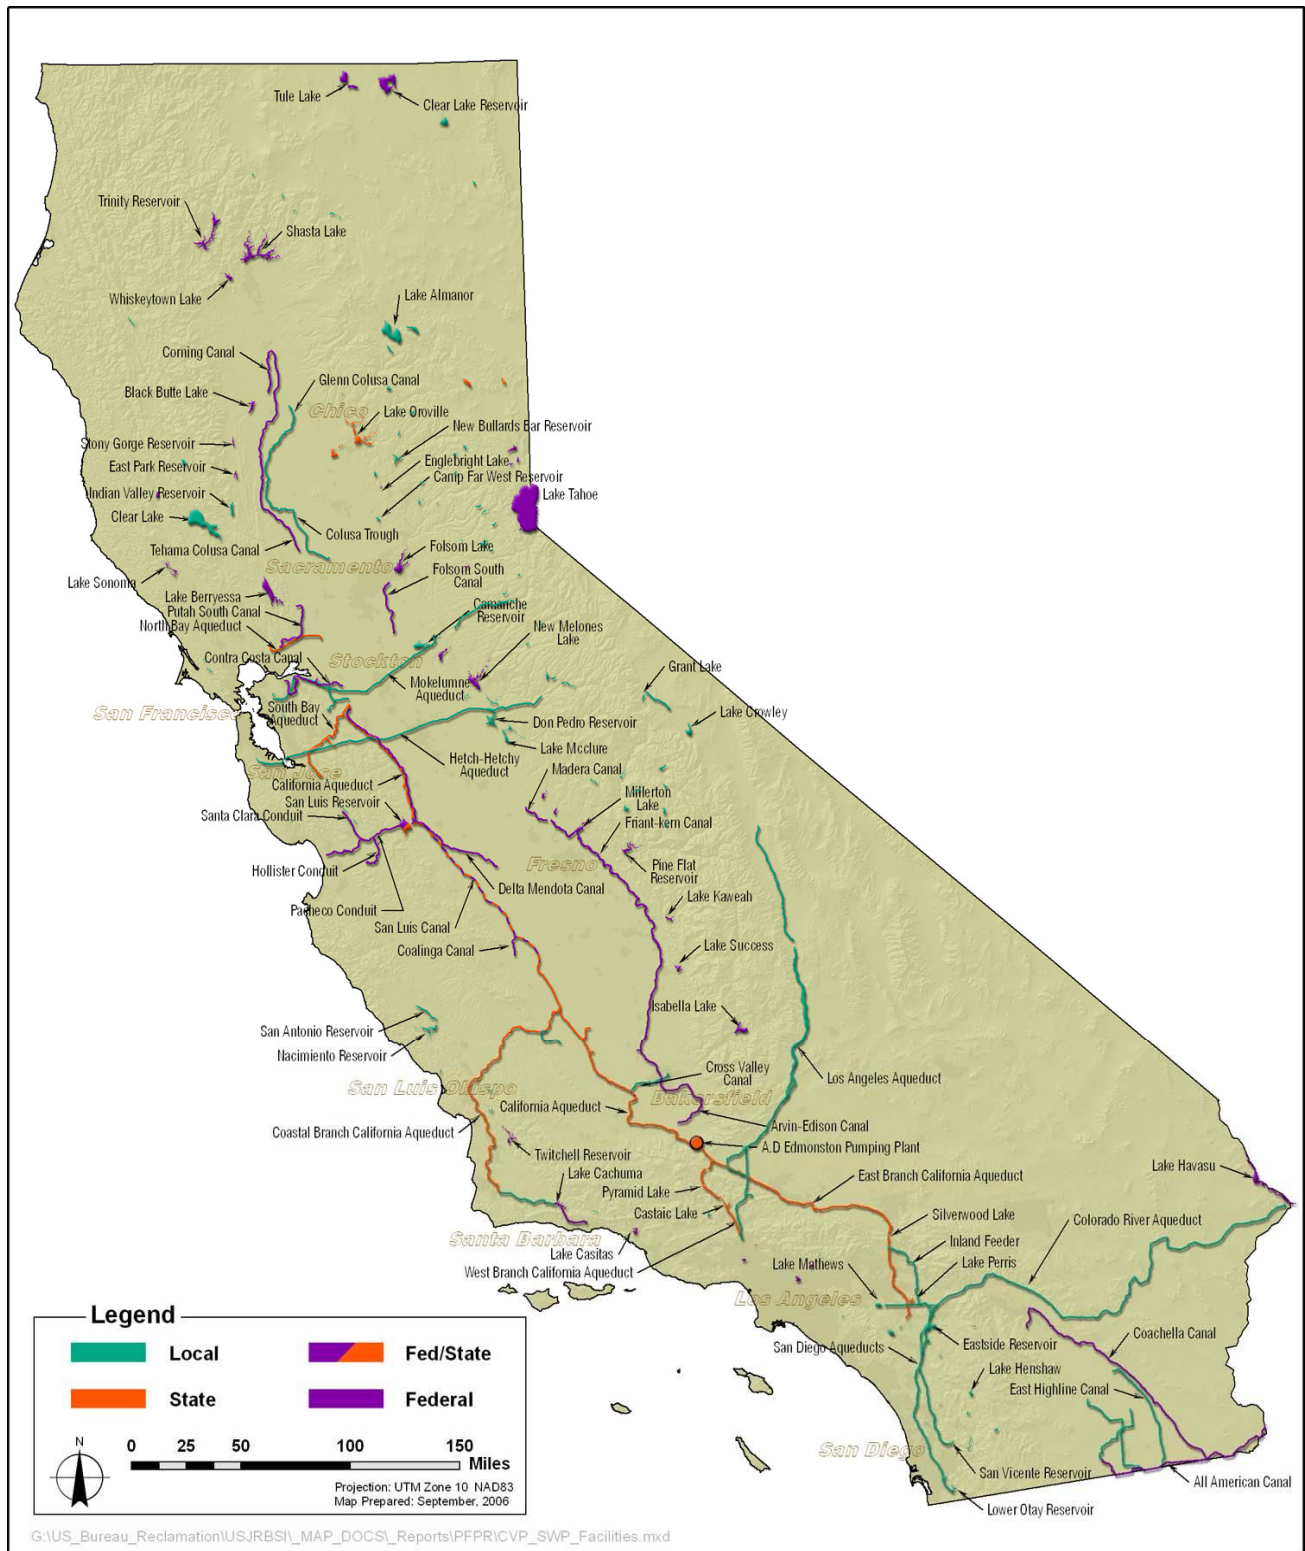 Tule Lake
Clear Lake Reservoir
Trinity Reservoir
Shasta Lake
Whiskeytown Lake
Lake Almanor
Corning Canal
Glenn Colusa Canal
Black Butte Lake
Chico
Lake Oroville
New Bullards Bar Reservoir
Stony Gorge Reservoir
Englebright Lake
East Park Reservoir
Camp Far West Reservoir
Indian Valley Reservoir
Lake Tahoe
Clear Lake
Colusa Trough
Tehama Colusa Canal
Folsom Lake
Sacramento
Folsom South
Canal
Lake Sonoma
Lake Berryessa
Putah South Canal
Camanche
Reservoir
North Bay Aqueduct
New Melones
Lake
Contra Costa Canal
Stockton
Grant Lake
Mokelumne
Aqueduct
South Bay
Aqueduct
San Francisco
Lake Crowley
Don Pedro Reservoir
Lake Mcclure
Hetch-Hetchy
Aqueduct
San Jose
Madera Canal
California Aqueduct
Millerton
Lake
San Luis Reservoir
Santa Clara Conduit
Friant-kern Canal
Fresno
Pine Flat
Reservoir
Hollister Conduit
Delta Mendota Canal
Lake Kaweah
Pacheco Conduit
San Luis Canal
Coalinga Canal
Lake Success
Isabella Lake
San Antonio Reservoir
Nacimiento Reservoir
Cross Valley
Canal
Los Angeles Aqueduct
San Luis Obispo
Bakersfield
California Aqueduct
Arvin-Edison Canal
Coastal Branch California Aqueduct
A.D Edmonston Pumping Plant
Twitchell Reservoir
Lake Cachuma
Lake Havasu
East Branch California Aqueduct
Pyramid Lake
Castaic Lake
Silverwood Lake
Colorado River Aqueduct
Santa Barbara
Inland Feeder
Lake Casitas
Lake Perris
Lake Mathews
West Branch California Aqueduct
Los Angeles
Coachella Canal
San Diego Aqueducts
Eastside Reservoir
Lake Henshaw
East Highline Canal
San Diego
San Vicente Reservoir
All American Canal
Lower Otay Reservoir
Legend
Local
Fed/State
State
Federal
N
0 25 50 100 150
Miles
Projection: UTM Zone 10 NAD83
Map Prepared: September, 2006
G:\US_Bureau_Reclamation\USJRBSI\_MAP_DOCS\_Reports\PFPR\CVP_SWP_Facilities.mxd